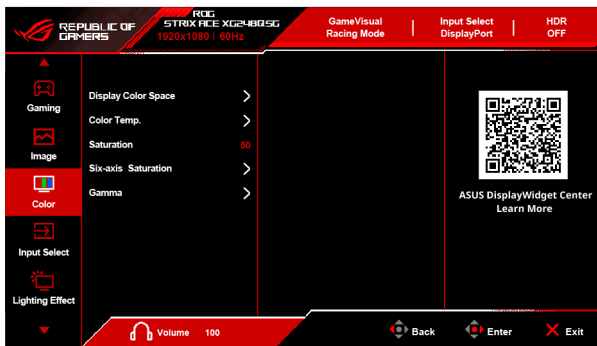 REPUBLIC OF
GAMERS
ROG
STRIX ACE XG248QSG
1920x1080 | 60Hz
GameVisual
Racing Mode
Input Select
DisplayPort
HDR
OFF
Gaming
Image
Color
Input Select
Lighting Effect
Display Color Space
Color Temp.
Saturation 50
Six-axis Saturation
Gamma
ASUS DisplayWidget Center
Learn More
Volume 100
Back
Enter
Exit